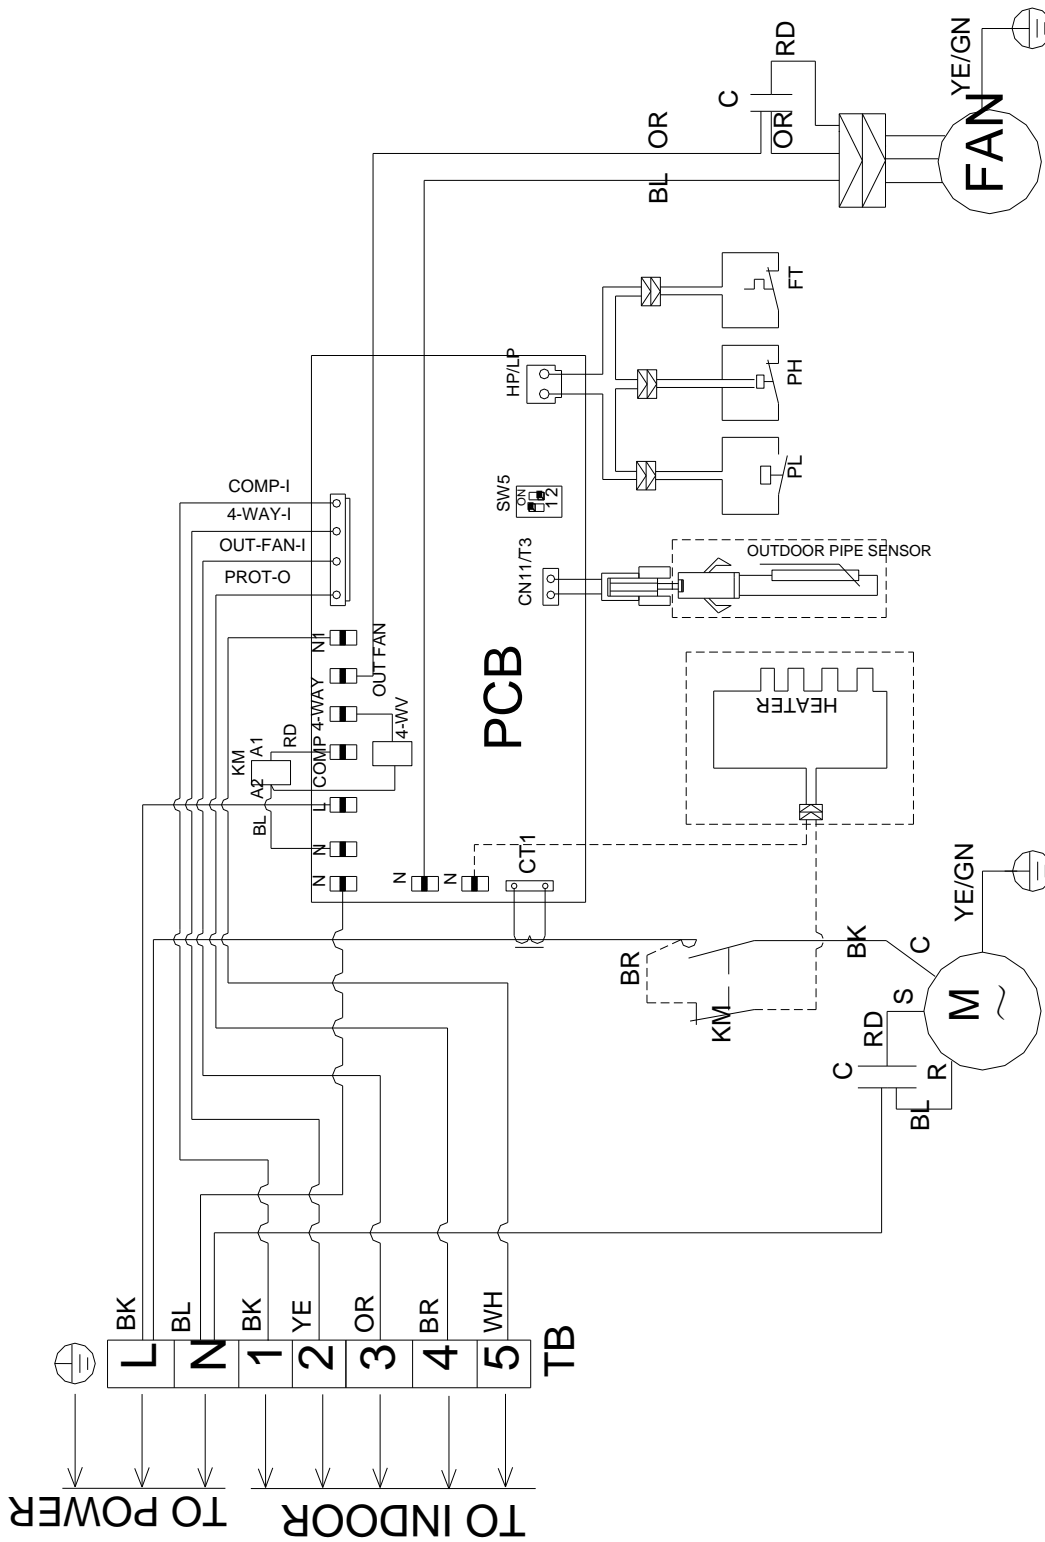 RD
C
OR
OR
BL
YE/GN
FAN
FT
PH
PL
HP/LP
SW5
ON
1 2
COMP-I
4-WAY-I
OUT-FAN-I
PROT-O
CN11/T3
OUTDOOR PIPE SENSOR
N1
OUT FAN
4-WAY
4-WV
COMP
L
N
N
N
N
KM
A1
A2
RD
BL
PCB
CT1
HEATER
BR
KM
BK
C
S
RD
C
R
BL
M
~
YE/GN
BK
BL
BK
YE
OR
BR
WH
L
N
1
2
3
4
5
TB
TO POWER
TO INDOOR